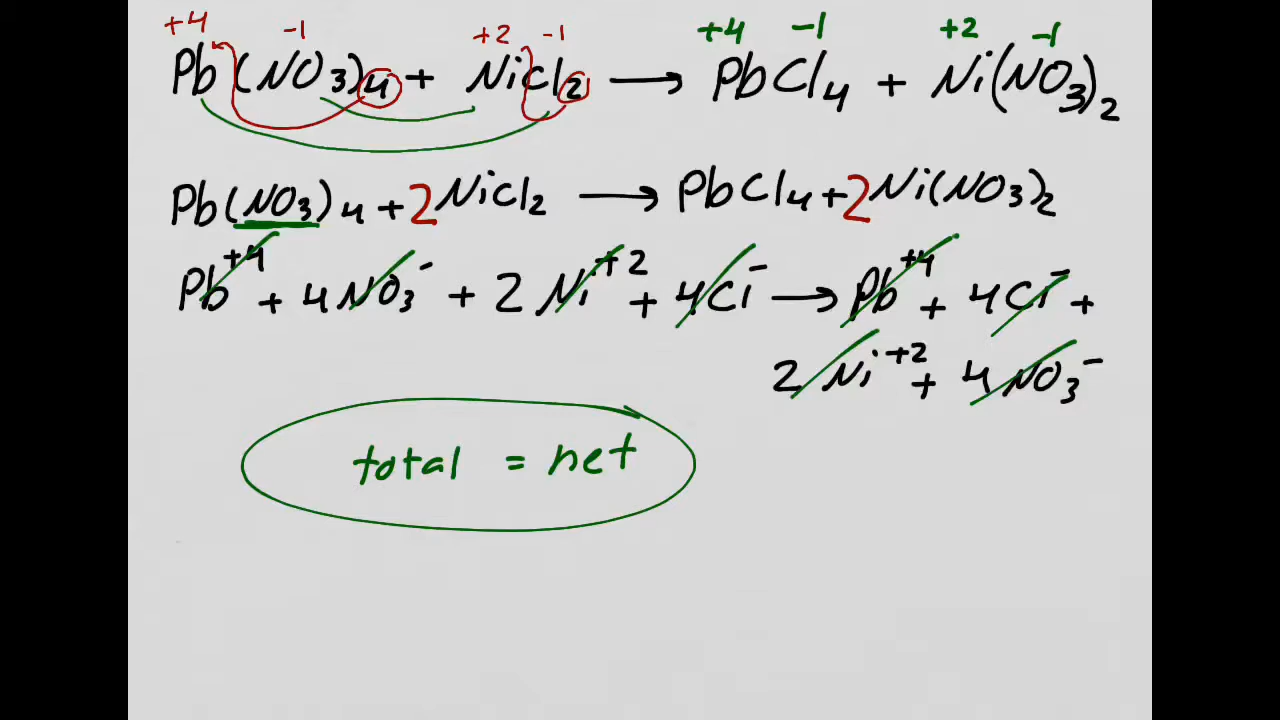 +4 -1 +2 -1 +4 -1 +2 -1
Pb(NO3)4 + NiCl2 → PbCl4 + Ni(NO3)2
Pb(NO3)4 + 2NiCl2 → PbCl4 + 2Ni(NO3)2
Pb+4 + 4NO3- + 2Ni+2 + 4Cl- → Pb+4 + 4Cl- +
2Ni+2 + 4NO3-
total = net